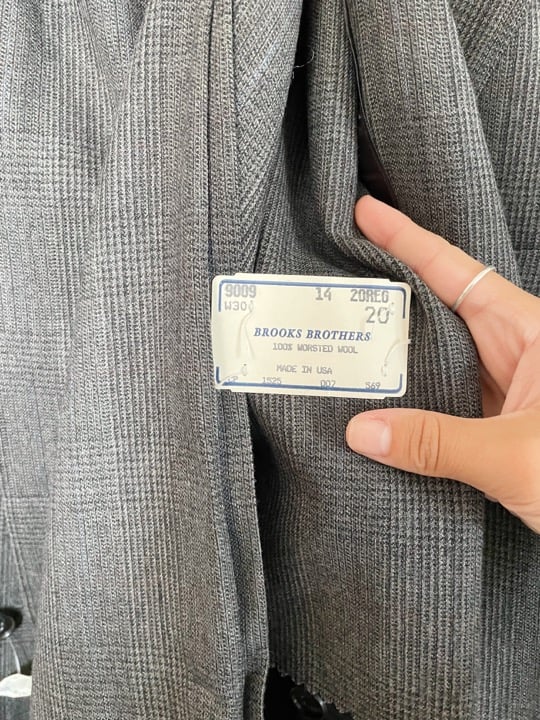 9009 14 20REG
W30 20
BROOKS BROTHERS
100% WORSTED WOOL
MADE IN USA
1525 007 569